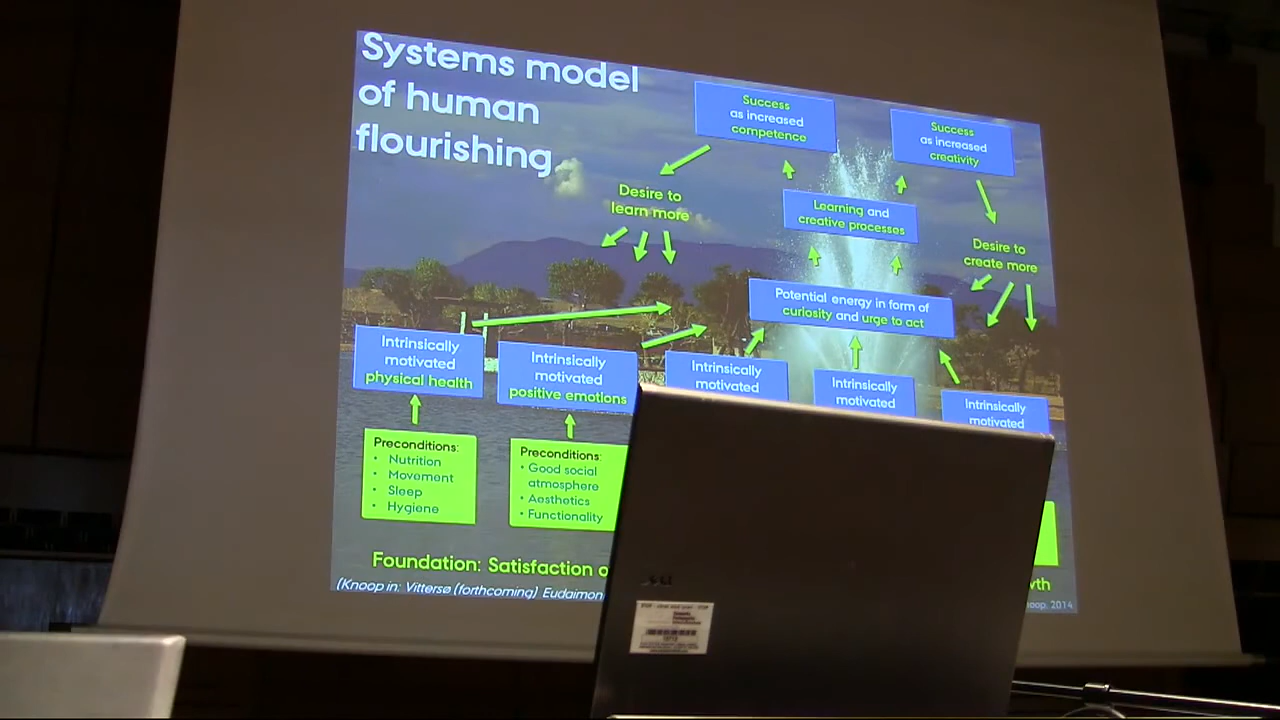 Systems model
of human
flourishing
Success
as increased
competence
Success
as increased
creativity
Desire to
learn more
Learning and
creative processes
Desire to
create more
Potential energy in form of
curiosity and urge to act
Intrinsically
motivated
physical health
Intrinsically
motivated
positive emotions
Intrinsically
motivated
Intrinsically
motivated
Intrinsically
motivated
Preconditions:
• Nutrition
• Movement
• Sleep
• Hygiene
Preconditions:
• Good social
atmosphere
• Aesthetics
• Functionality
Foundation: Satisfaction
(Knoop in: Vittersø (forthcoming) Eudaimon
2014
DELL